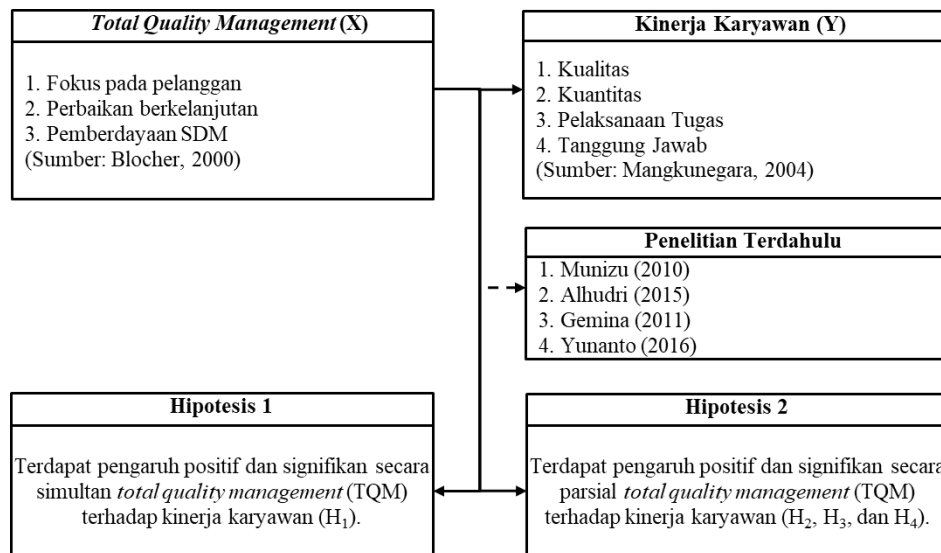 Total Quality Management (X)
1. Fokus pada pelanggan
2. Perbaikan berkelanjutan
3. Pemberdayaan SDM
(Sumber: Blocher, 2000)
Kinerja Karyawan (Y)
1. Kualitas
2. Kuantitas
3. Pelaksanaan Tugas
4. Tanggung Jawab
(Sumber: Mangkunegara, 2004)
Penelitian Terdahulu
1. Munizu (2010)
2. Alhudri (2015)
3. Gemina (2011)
4. Yunanto (2016)
Hipotesis 1
Terdapat pengaruh positif dan signifikan secara
simultan total quality management (TQM)
terhadap kinerja karyawan (H₁).
Hipotesis 2
Terdapat pengaruh positif dan signifikan secara
parsial total quality management (TQM)
terhadap kinerja karyawan (H₂, H₃, dan H₄).